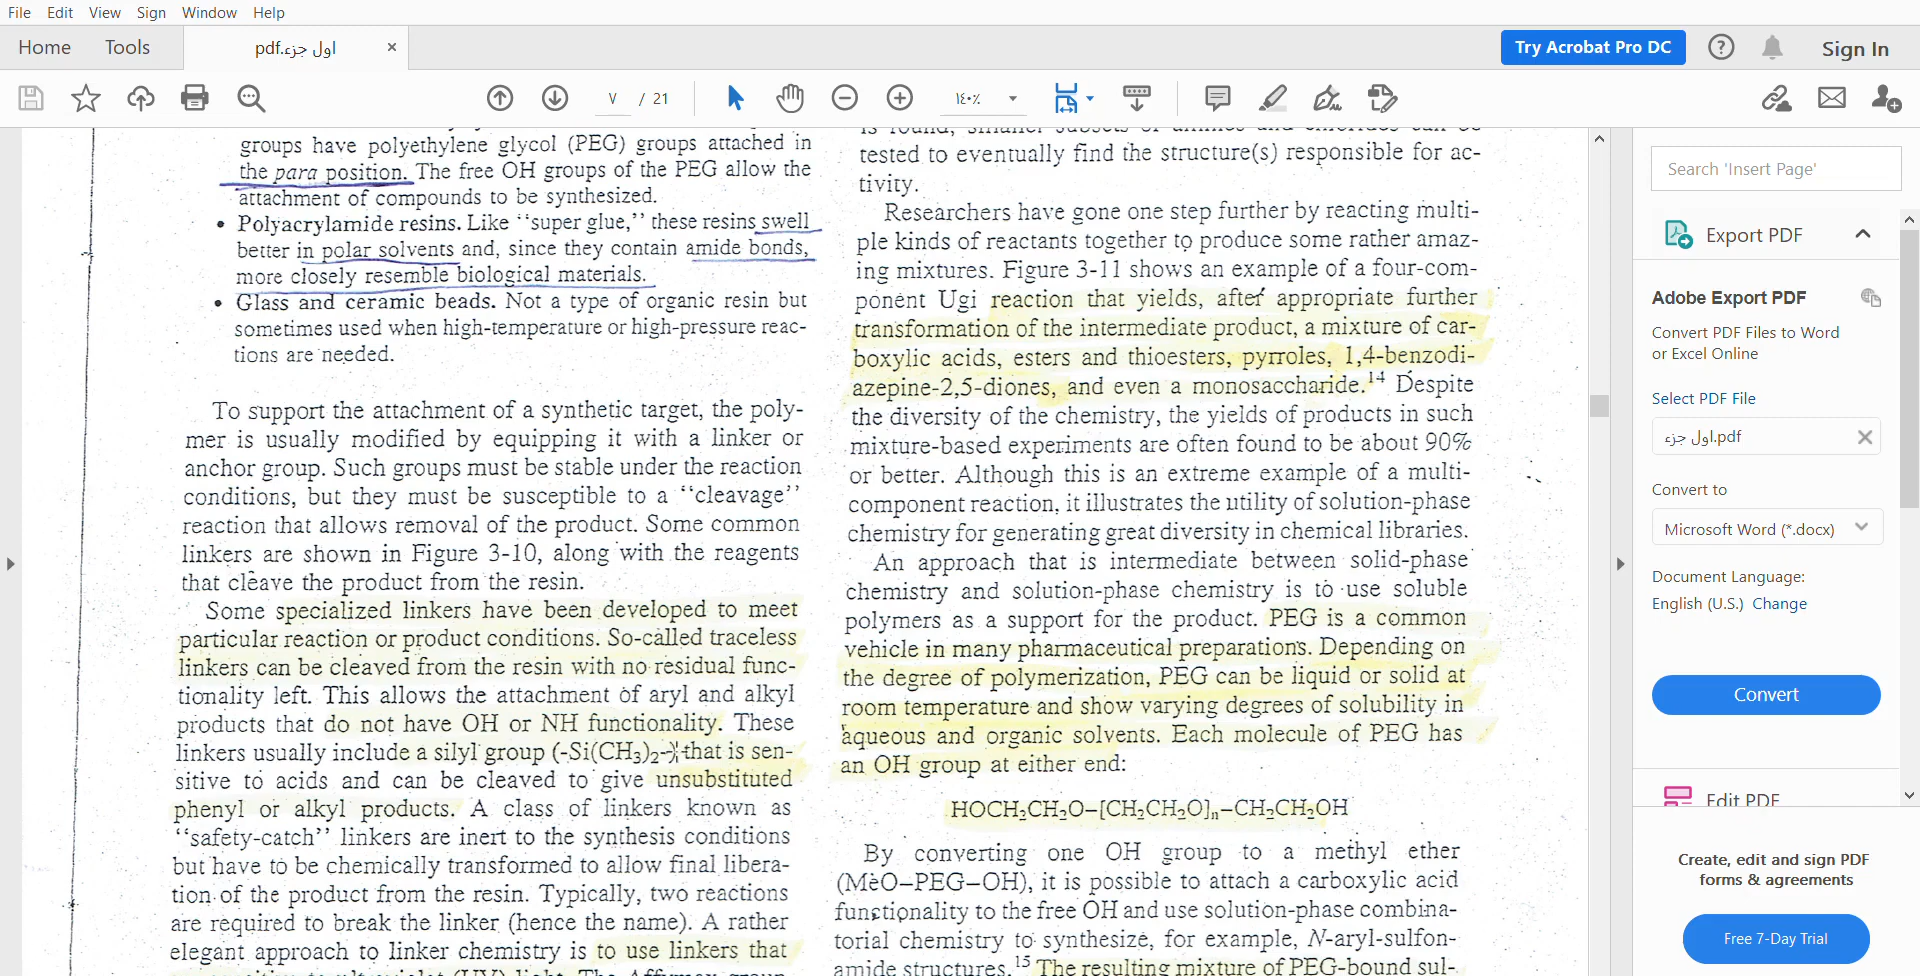 File Edit View Sign Window Help
Home Tools
اول جزء.pdf ×
Try Acrobat Pro DC
Sign In
٧ / 21
١٤٠٪
groups have polyethylene glycol (PEG) groups attached in
the para position. The free OH groups of the PEG allow the
attachment of compounds to be synthesized.
• Polyacrylamide resins. Like “super glue,” these resins swell
better in polar solvents and, since they contain amide bonds,
more closely resemble biological materials.
• Glass and ceramic beads. Not a type of organic resin but
sometimes used when high-temperature or high-pressure reac-
tions are needed.
To support the attachment of a synthetic target, the poly-
mer is usually modified by equipping it with a linker or
anchor group. Such groups must be stable under the reaction
conditions, but they must be susceptible to a “cleavage”
reaction that allows removal of the product. Some common
linkers are shown in Figure 3-10, along with the reagents
that cleave the product from the resin.
Some specialized linkers have been developed to meet
particular reaction or product conditions. So-called traceless
linkers can be cleaved from the resin with no residual func-
tionality left. This allows the attachment of aryl and alkyl
products that do not have OH or NH functionality. These
linkers usually include a silyl group (-Si(CH₃)₂-) that is sen-
sitive to acids and can be cleaved to give unsubstituted
phenyl or alkyl products. A class of linkers known as
“safety-catch” linkers are inert to the synthesis conditions
but have to be chemically transformed to allow final libera-
tion of the product from the resin. Typically, two reactions
are required to break the linker (hence the name). A rather
elegant approach to linker chemistry is to use linkers that
is found, smaller subsets of amines and chlorides can be
tested to eventually find the structure(s) responsible for ac-
tivity.
Researchers have gone one step further by reacting multi-
ple kinds of reactants together to produce some rather amaz-
ing mixtures. Figure 3-11 shows an example of a four-com-
ponent Ugi reaction that yields, after appropriate further
transformation of the intermediate product, a mixture of car-
boxylic acids, esters and thioesters, pyrroles, 1,4-benzodi-
azepine-2,5-diones, and even a monosaccharide.¹⁴ Despite
the diversity of the chemistry, the yields of products in such
mixture-based experiments are often found to be about 90%
or better. Although this is an extreme example of a multi-
component reaction, it illustrates the utility of solution-phase
chemistry for generating great diversity in chemical libraries.
An approach that is intermediate between solid-phase
chemistry and solution-phase chemistry is to use soluble
polymers as a support for the product. PEG is a common
vehicle in many pharmaceutical preparations. Depending on
the degree of polymerization, PEG can be liquid or solid at
room temperature and show varying degrees of solubility in
aqueous and organic solvents. Each molecule of PEG has
an OH group at either end:
HOCH₂CH₂O–[CH₂CH₂O]ₙ–CH₂CH₂OH
By converting one OH group to a methyl ether
(MeO–PEG–OH), it is possible to attach a carboxylic acid
functionality to the free OH and use solution-phase combina-
torial chemistry to synthesize, for example, N-aryl-sulfon-
amide structures.¹⁵ The resulting mixture of PEG-bound sul-
Search 'Insert Page'
Export PDF
Adobe Export PDF
Convert PDF Files to Word
or Excel Online
Select PDF File
اول جزء.pdf
Convert to
Microsoft Word (*.docx)
Document Language:
English (U.S.) Change
Convert
Edit PDF
Create, edit and sign PDF
forms & agreements
Free 7-Day Trial